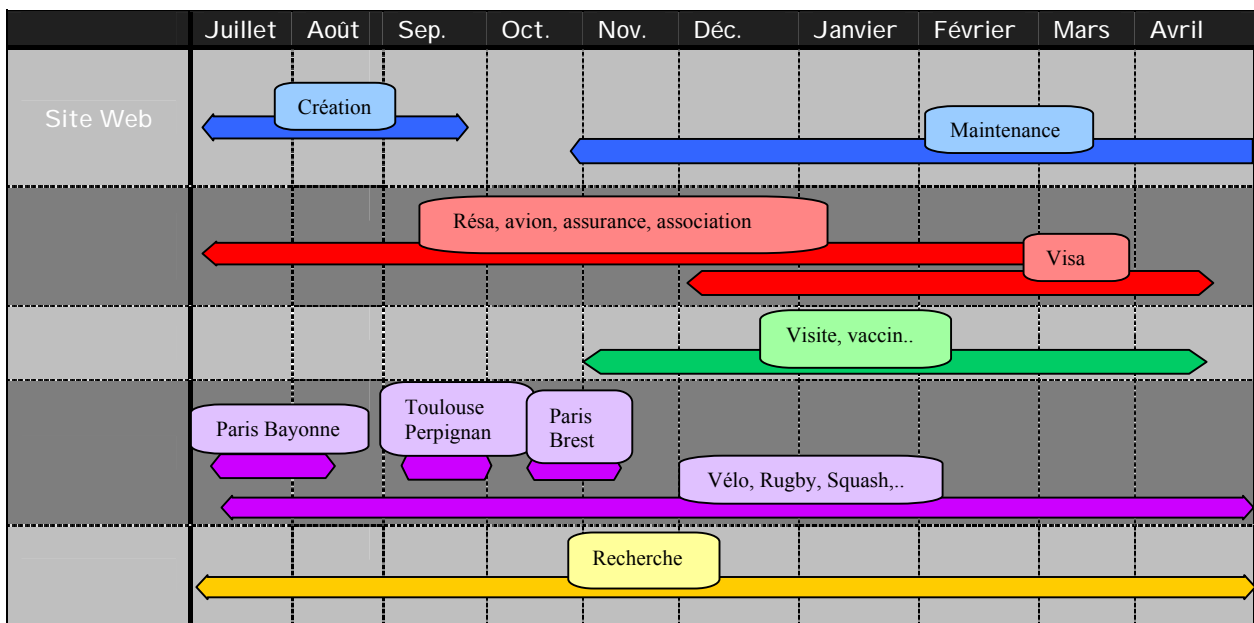 Juillet Août Sep. Oct. Nov. Déc. Janvier Février Mars Avril
Site Web
Création
Maintenance
Résa, avion, assurance, association
Visa
Visite, vaccin..
Paris Bayonne
Toulouse
Perpignan
Paris
Brest
Vélo, Rugby, Squash,..
Recherche